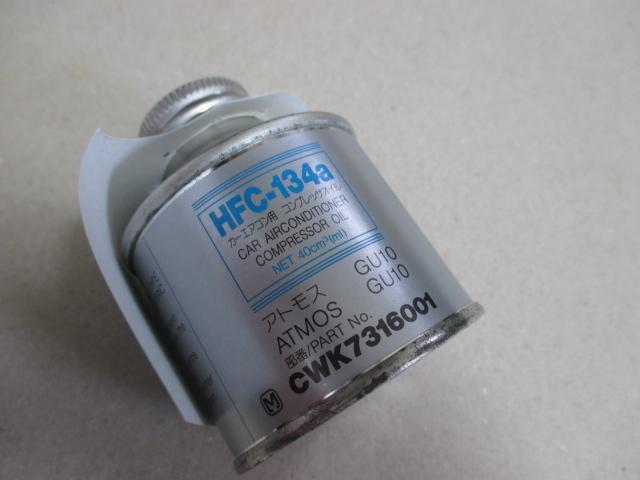 HFC-134a
カーエアコン用 コンプレッサオイル
CAR AIRCONDITIONER
COMPRESSOR OIL
NET 40cm³(ml)
アトモス GU10
ATMOS GU10
部番/PART No.
CWK7316001
M